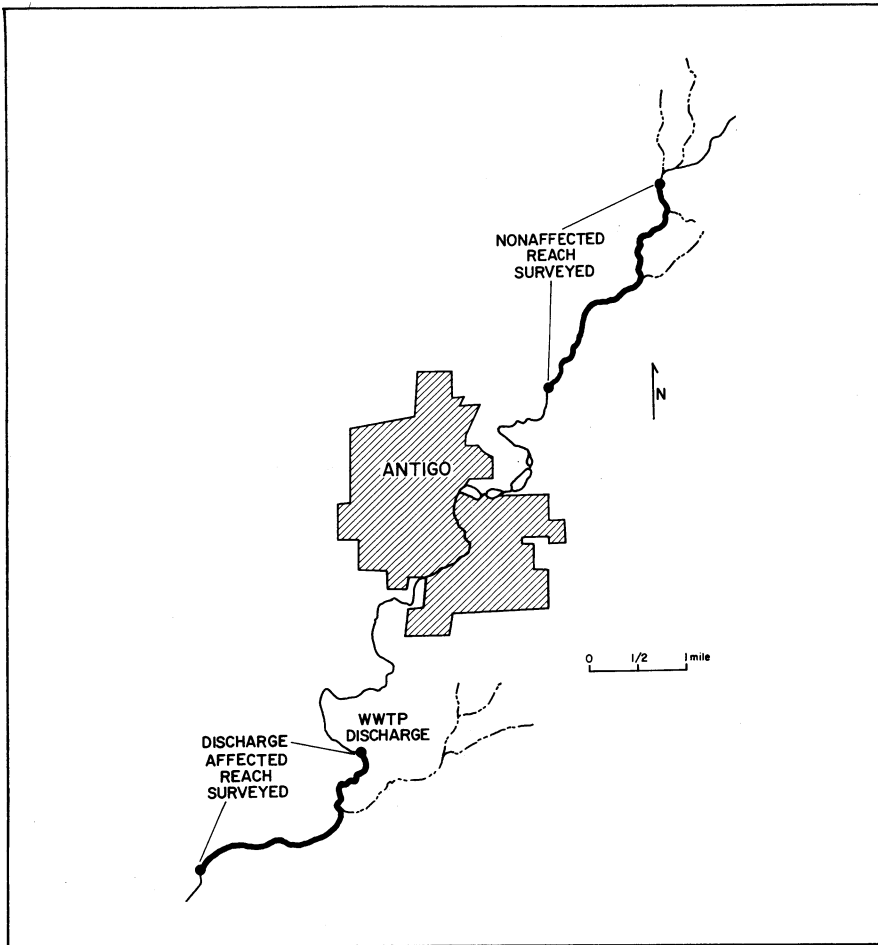 NONAFFECTED
REACH
SURVEYED
N
ANTIGO
0 1/2 1 mile
WWTP
DISCHARGE
DISCHARGE
AFFECTED
REACH
SURVEYED